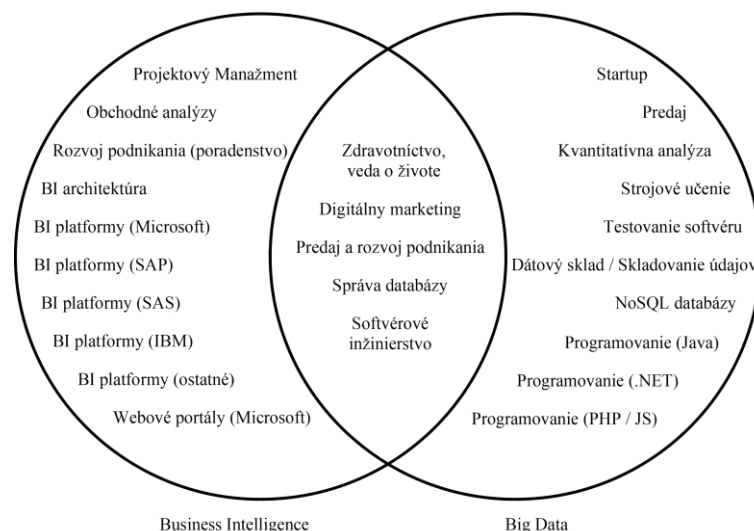 Projektový Manažment
Obchodné analýzy
Rozvoj podnikania (poradenstvo)
BI architektúra
BI platformy (Microsoft)
BI platformy (SAP)
BI platformy (SAS)
BI platformy (IBM)
BI platformy (ostatné)
Webové portály (Microsoft)
Zdravotníctvo,
veda o živote
Digitálny marketing
Predaj a rozvoj podnikania
Správa databázy
Softvérové
inžinierstvo
Startup
Predaj
Kvantitatívna analýza
Strojové učenie
Testovanie softvéru
Dátový sklad / Skladovanie údajov
NoSQL databázy
Programovanie (Java)
Programovanie (.NET)
Programovanie (PHP / JS)
Business Intelligence
Big Data